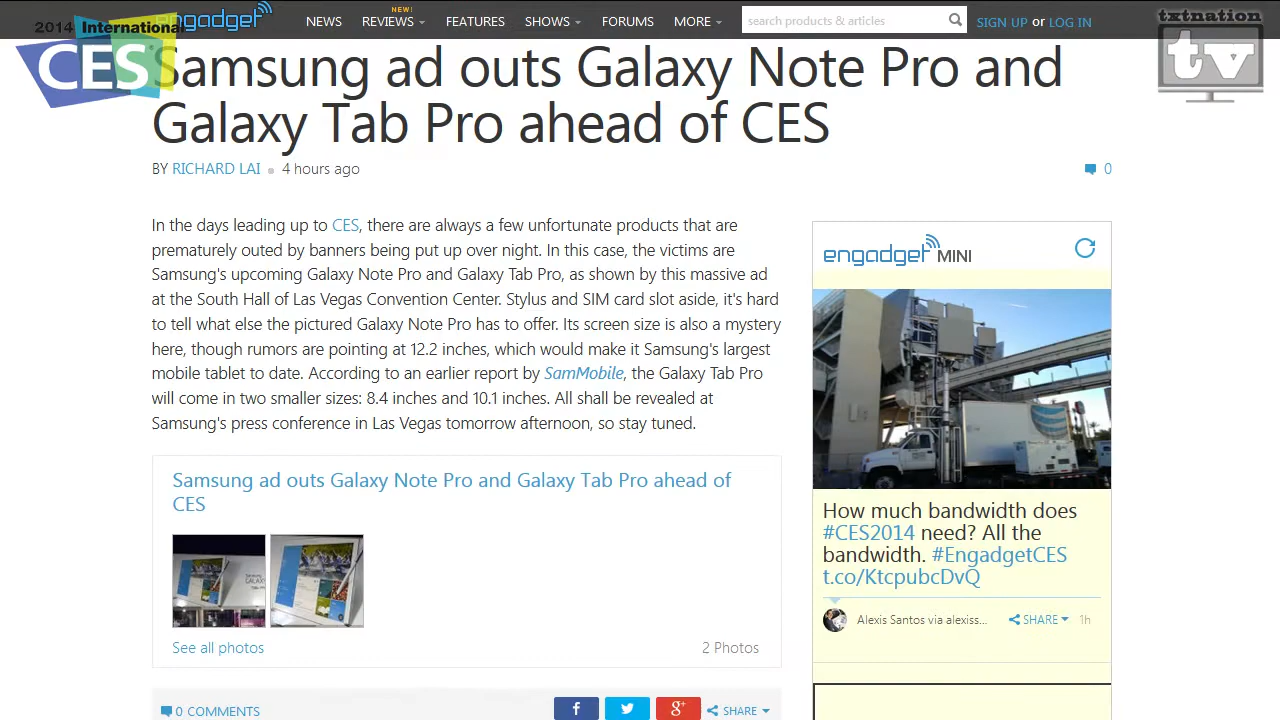 2014 International
CES
engadget
NEWS
NEW!
REVIEWS
FEATURES
SHOWS
FORUMS
MORE
search products & articles
SIGN UP or LOG IN
txtnation
tv
Samsung ad outs Galaxy Note Pro and
Galaxy Tab Pro ahead of CES
BY RICHARD LAI 4 hours ago
0
In the days leading up to CES, there are always a few unfortunate products that are
prematurely outed by banners being put up over night. In this case, the victims are
Samsung's upcoming Galaxy Note Pro and Galaxy Tab Pro, as shown by this massive ad
at the South Hall of Las Vegas Convention Center. Stylus and SIM card slot aside, it's hard
to tell what else the pictured Galaxy Note Pro has to offer. Its screen size is also a mystery
here, though rumors are pointing at 12.2 inches, which would make it Samsung's largest
mobile tablet to date. According to an earlier report by SamMobile, the Galaxy Tab Pro
will come in two smaller sizes: 8.4 inches and 10.1 inches. All shall be revealed at
Samsung's press conference in Las Vegas tomorrow afternoon, so stay tuned.
Samsung ad outs Galaxy Note Pro and Galaxy Tab Pro ahead of
CES
See all photos
2 Photos
0 COMMENTS
SHARE
engadget MINI
How much bandwidth does
#CES2014 need? All the
bandwidth. #EngadgetCES
t.co/KtcpubcDvQ
Alexis Santos via alexiss...
SHARE
1h